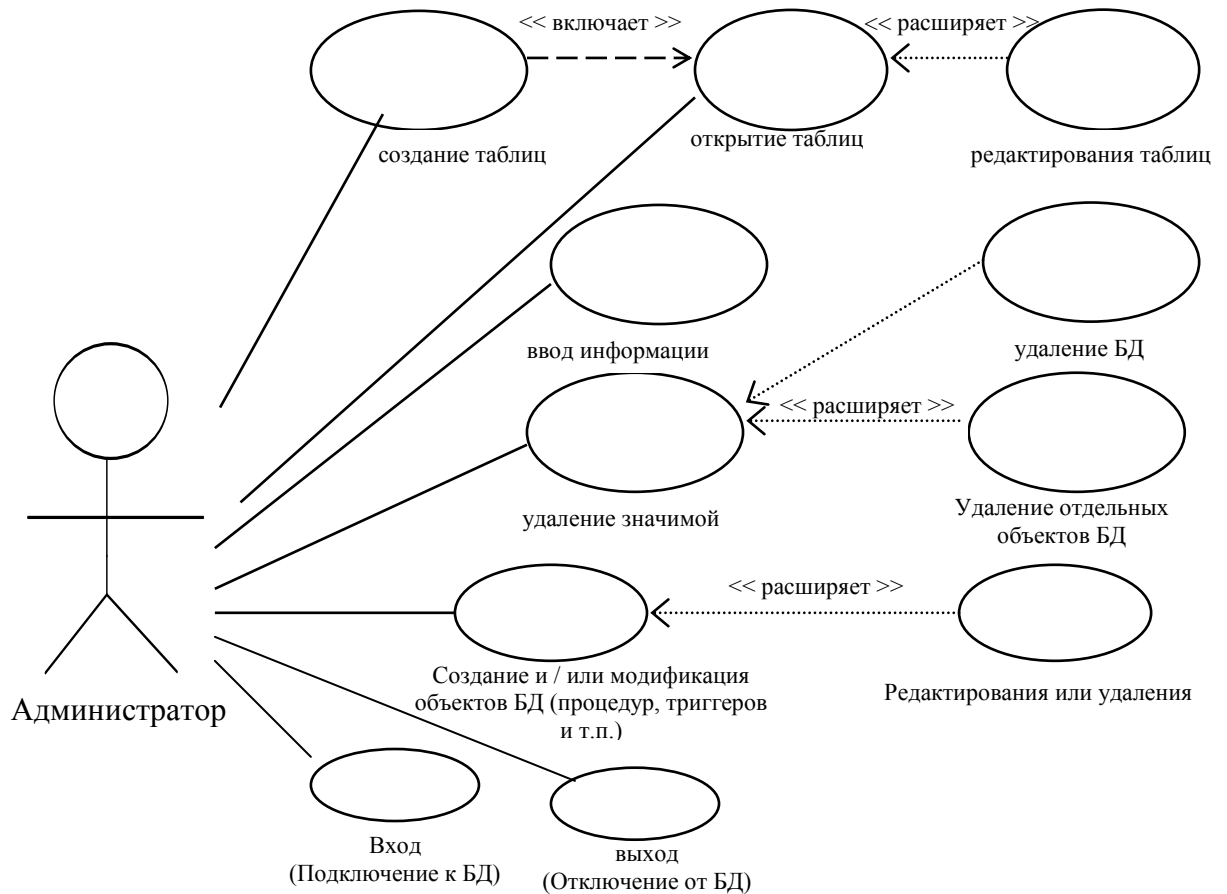 << включает >>
<< расширяет >>
создание таблиц
открытие таблиц
редактирования таблиц
ввод информации
удаление БД
<< расширяет >>
удаление значимой
Удаление отдельных
объектов БД
<< расширяет >>
Создание и / или модификация
объектов БД (процедур, триггеров
и т.п.)
Редактирования или удаления
Администратор
Вход
(Подключение к БД)
выход
(Отключение от БД)